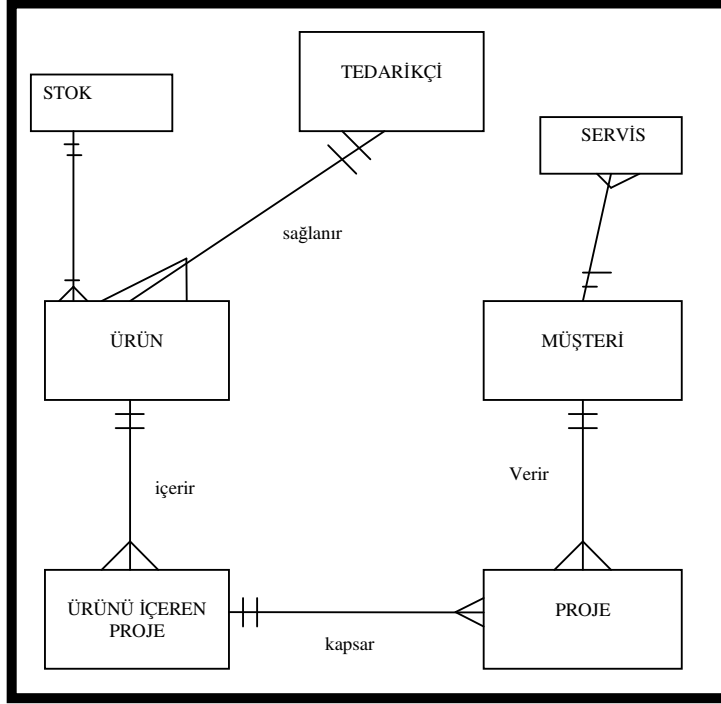 TEDARİKÇİ
STOK
SERVİS
sağlanır
ÜRÜN
MÜŞTERİ
içerir
Verir
ÜRÜNÜ İÇEREN
PROJE
PROJE
kapsar